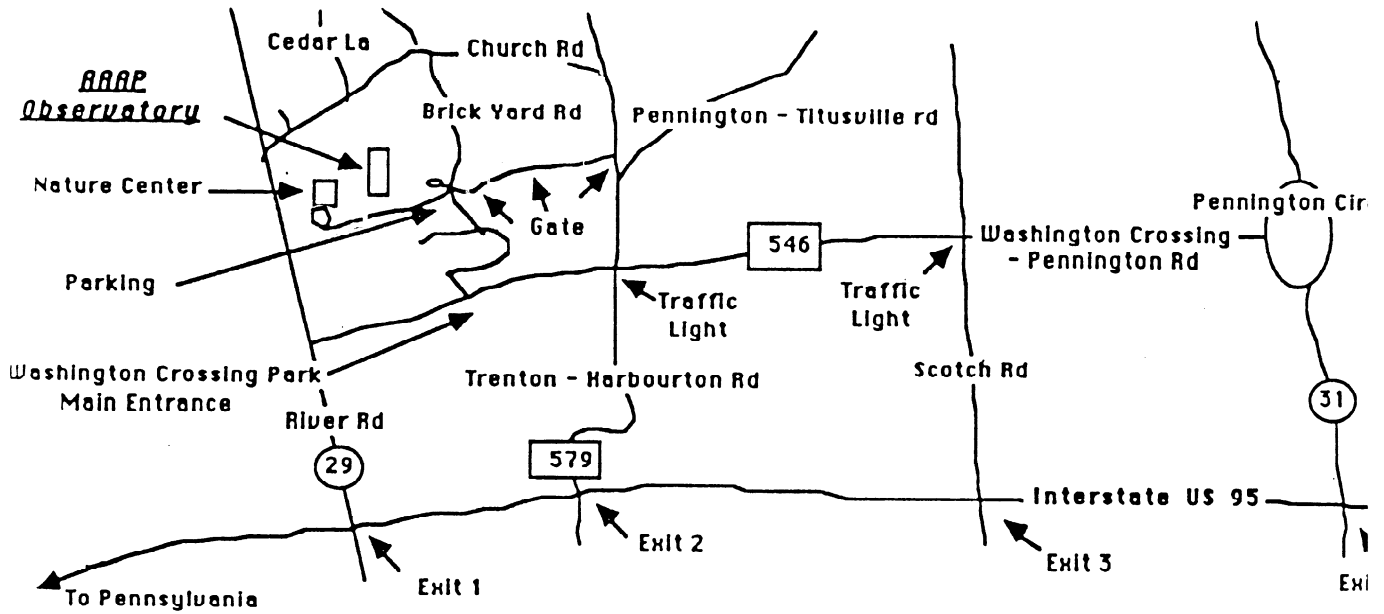 Cedar La
Church Rd
AAAP
Observatory
Brick Yard Rd
Pennington - Titusville rd
Nature Center
Pennington Cir
Gate
546
Washington Crossing
- Pennington Rd
Parking
Traffic
Light
Traffic
Light
Washington Crossing Park
Main Entrance
Trenton - Harbourton Rd
Scotch Rd
31
River Rd
29
579
Interstate US 95
Exit 2
Exit 3
Exit 1
Exi
To Pennsylvania